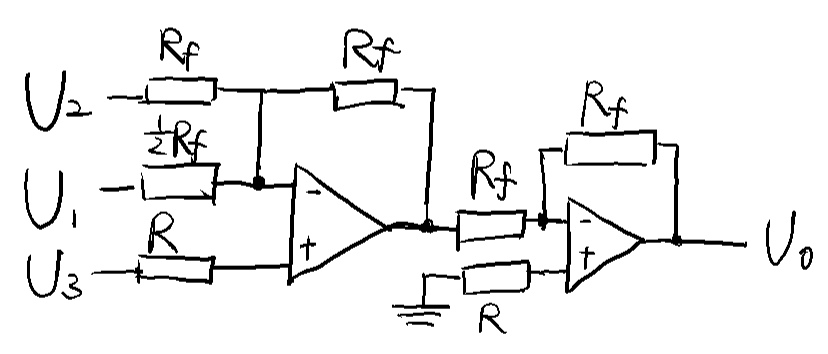 Rf
Rf
U2
½Rf
U1
-
R
+
U3
Rf
Rf
-
+
R
U0